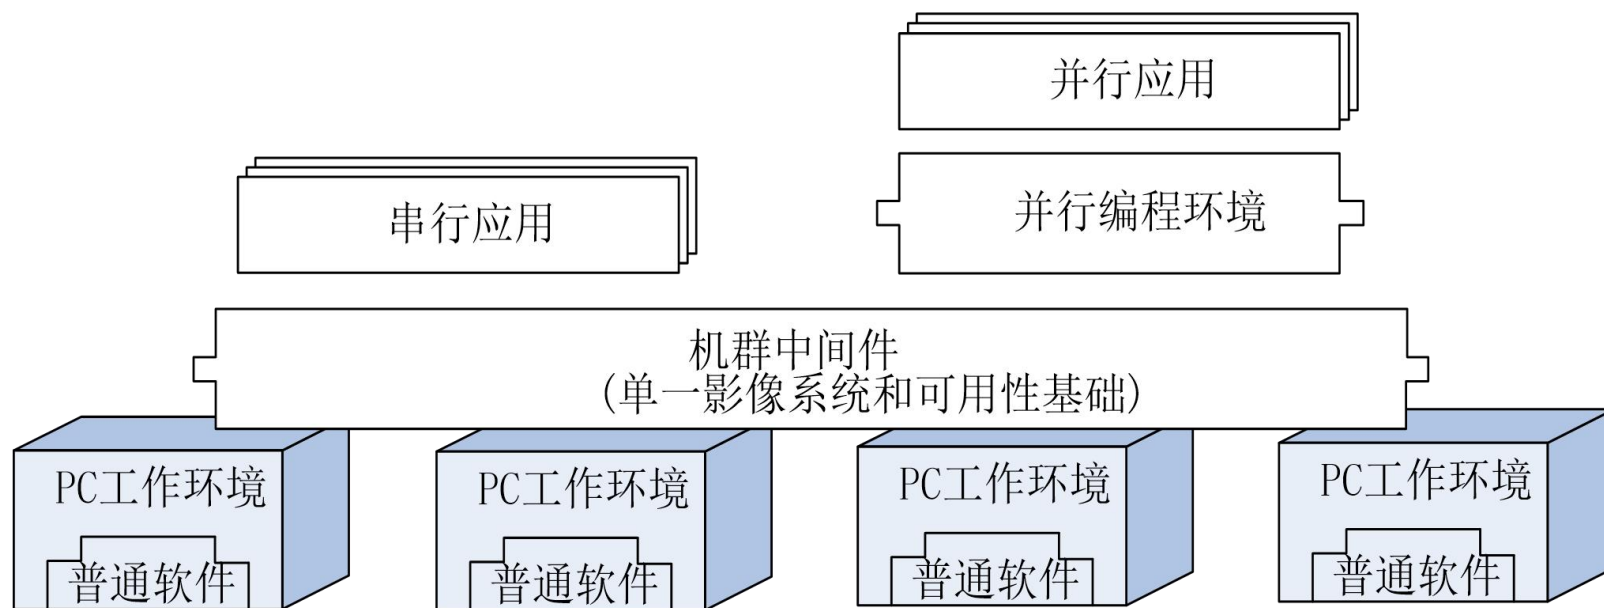 并行应用
并行编程环境
串行应用
机群中间件
(单一影像系统和可用性基础)
PC工作环境
普通软件
PC工作环境
普通软件
PC工作环境
普通软件
PC工作环境
普通软件